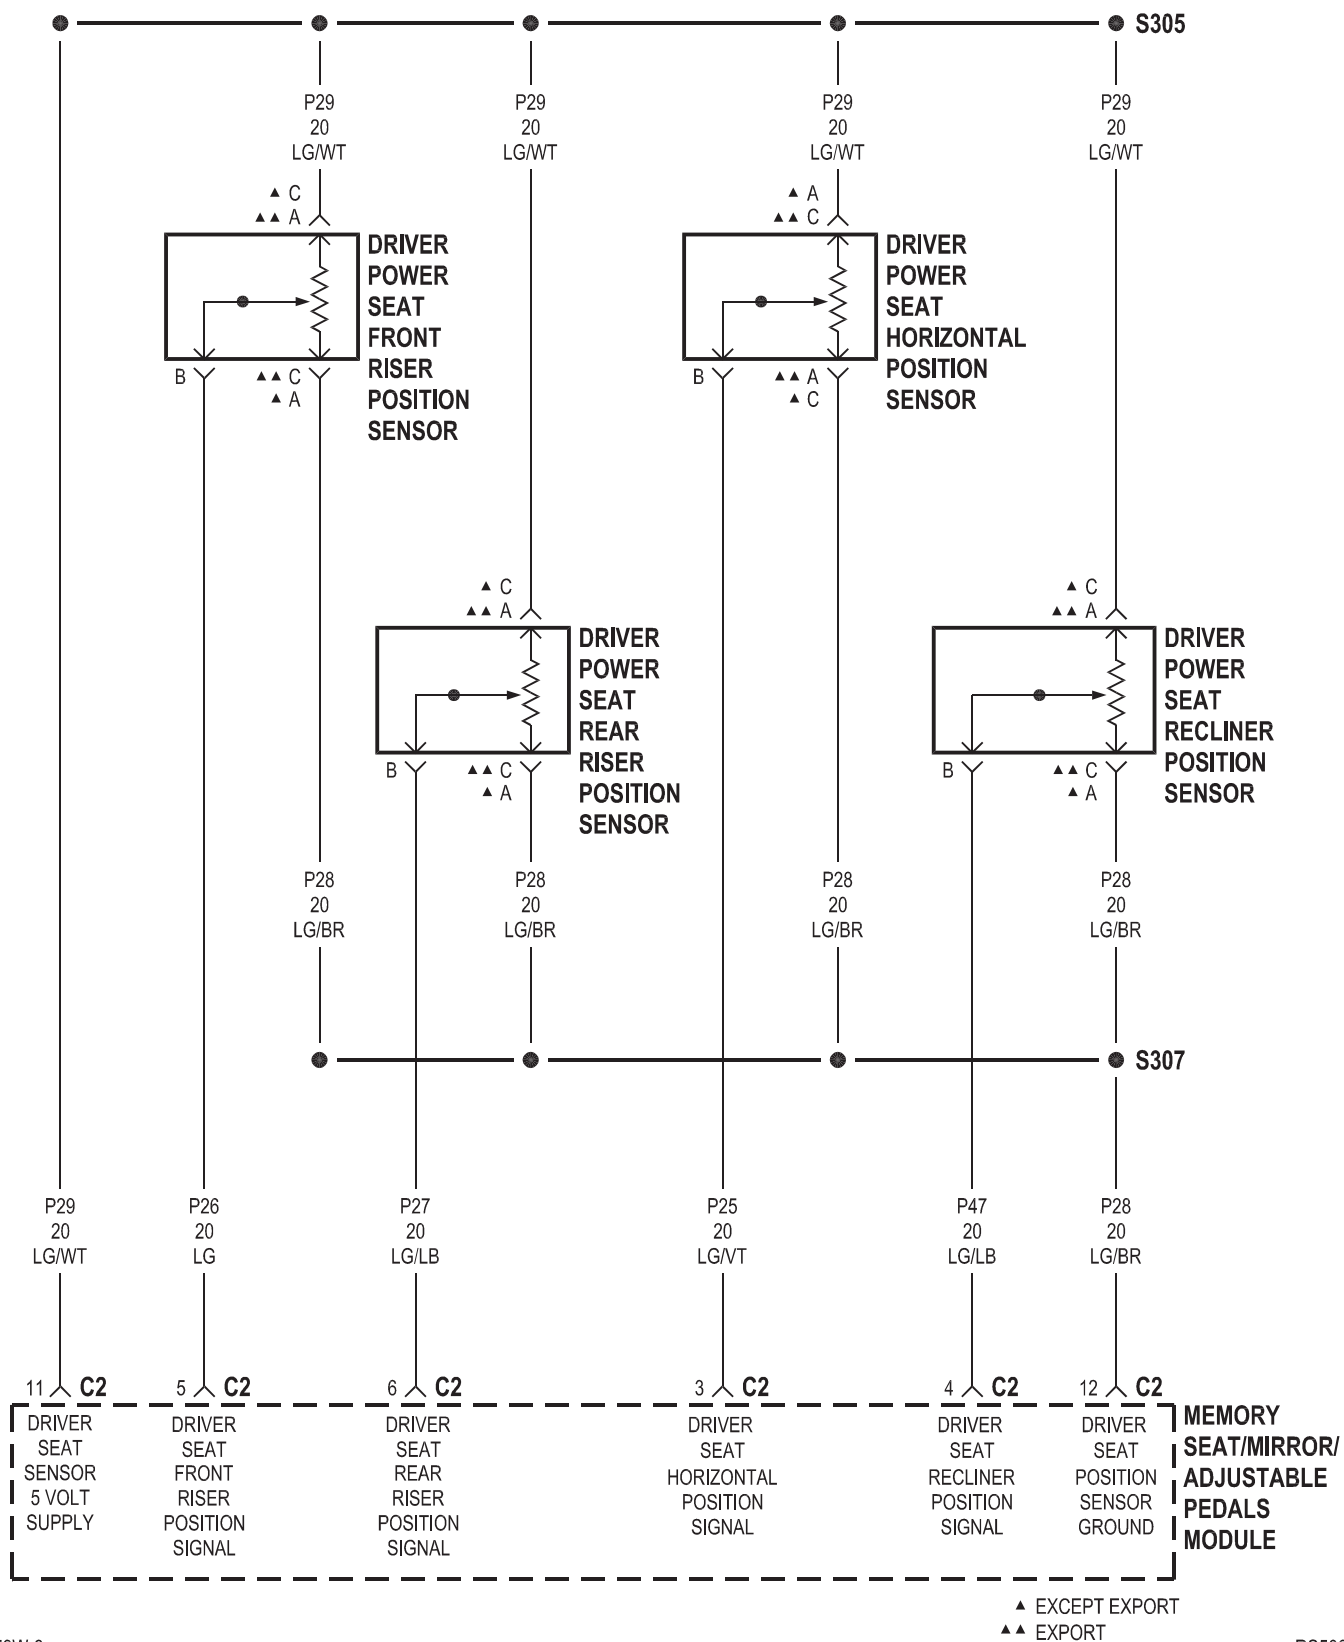 S305
P29
20
LG/WT
P29
20
LG/WT
P29
20
LG/WT
P29
20
LG/WT
▲ C
▲▲ A
DRIVER
POWER
SEAT
FRONT
RISER
POSITION
SENSOR
B
▲▲ C
▲ A
▲ A
▲▲ C
DRIVER
POWER
SEAT
HORIZONTAL
POSITION
SENSOR
B
▲▲ A
▲ C
▲ C
▲▲ A
DRIVER
POWER
SEAT
REAR
RISER
POSITION
SENSOR
B
▲▲ C
▲ A
▲ C
▲▲ A
DRIVER
POWER
SEAT
RECLINER
POSITION
SENSOR
B
▲▲ C
▲ A
P28
20
LG/BR
P28
20
LG/BR
P28
20
LG/BR
P28
20
LG/BR
S307
P29
20
LG/WT
P26
20
LG
P27
20
LG/LB
P25
20
LG/VT
P47
20
LG/LB
P28
20
LG/BR
11 C2
5 C2
6 C2
3 C2
4 C2
12 C2
DRIVER
SEAT
SENSOR
5 VOLT
SUPPLY
DRIVER
SEAT
FRONT
RISER
POSITION
SIGNAL
DRIVER
SEAT
REAR
RISER
POSITION
SIGNAL
DRIVER
SEAT
HORIZONTAL
POSITION
SIGNAL
DRIVER
SEAT
RECLINER
POSITION
SIGNAL
DRIVER
SEAT
POSITION
SENSOR
GROUND
MEMORY
SEAT/MIRROR/
ADJUSTABLE
PEDALS
MODULE
▲ EXCEPT EXPORT
▲▲ EXPORT